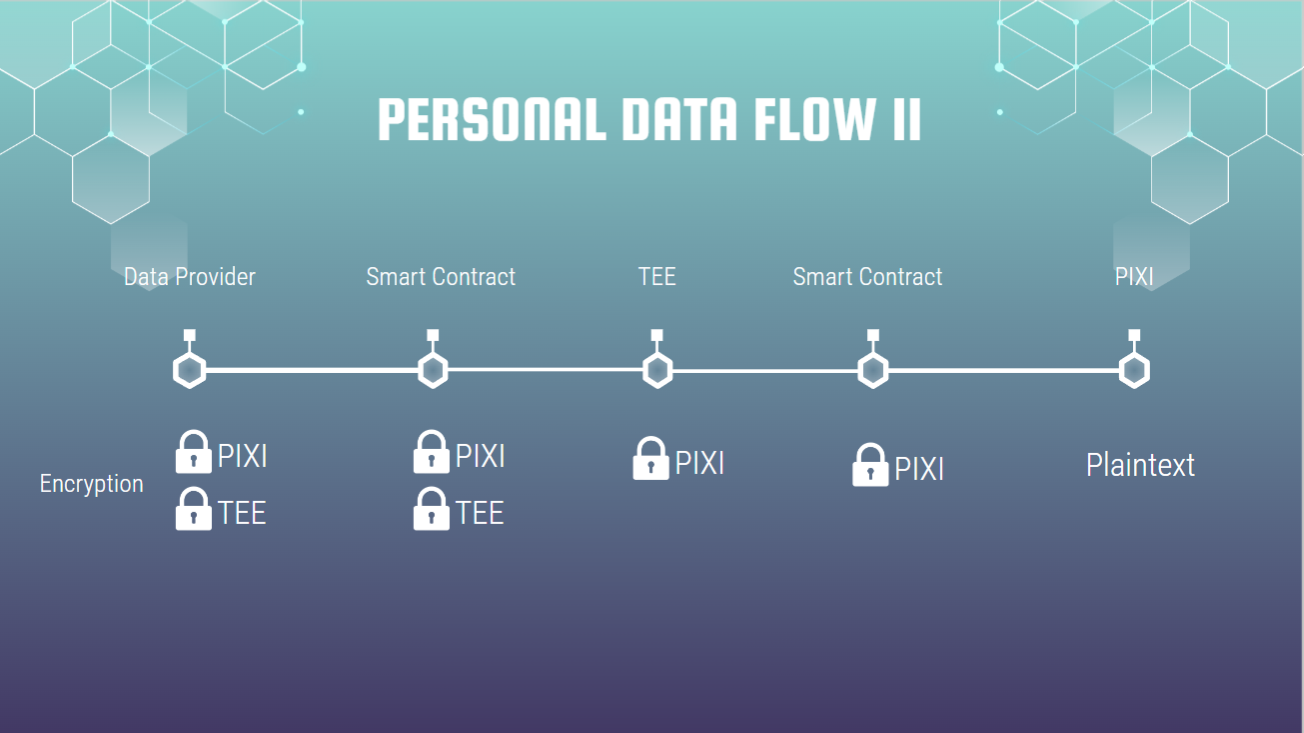 PERSONAL DATA FLOW II
Data Provider
Smart Contract
TEE
Smart Contract
PIXI
Encryption
PIXI
TEE
PIXI
TEE
PIXI
PIXI
Plaintext